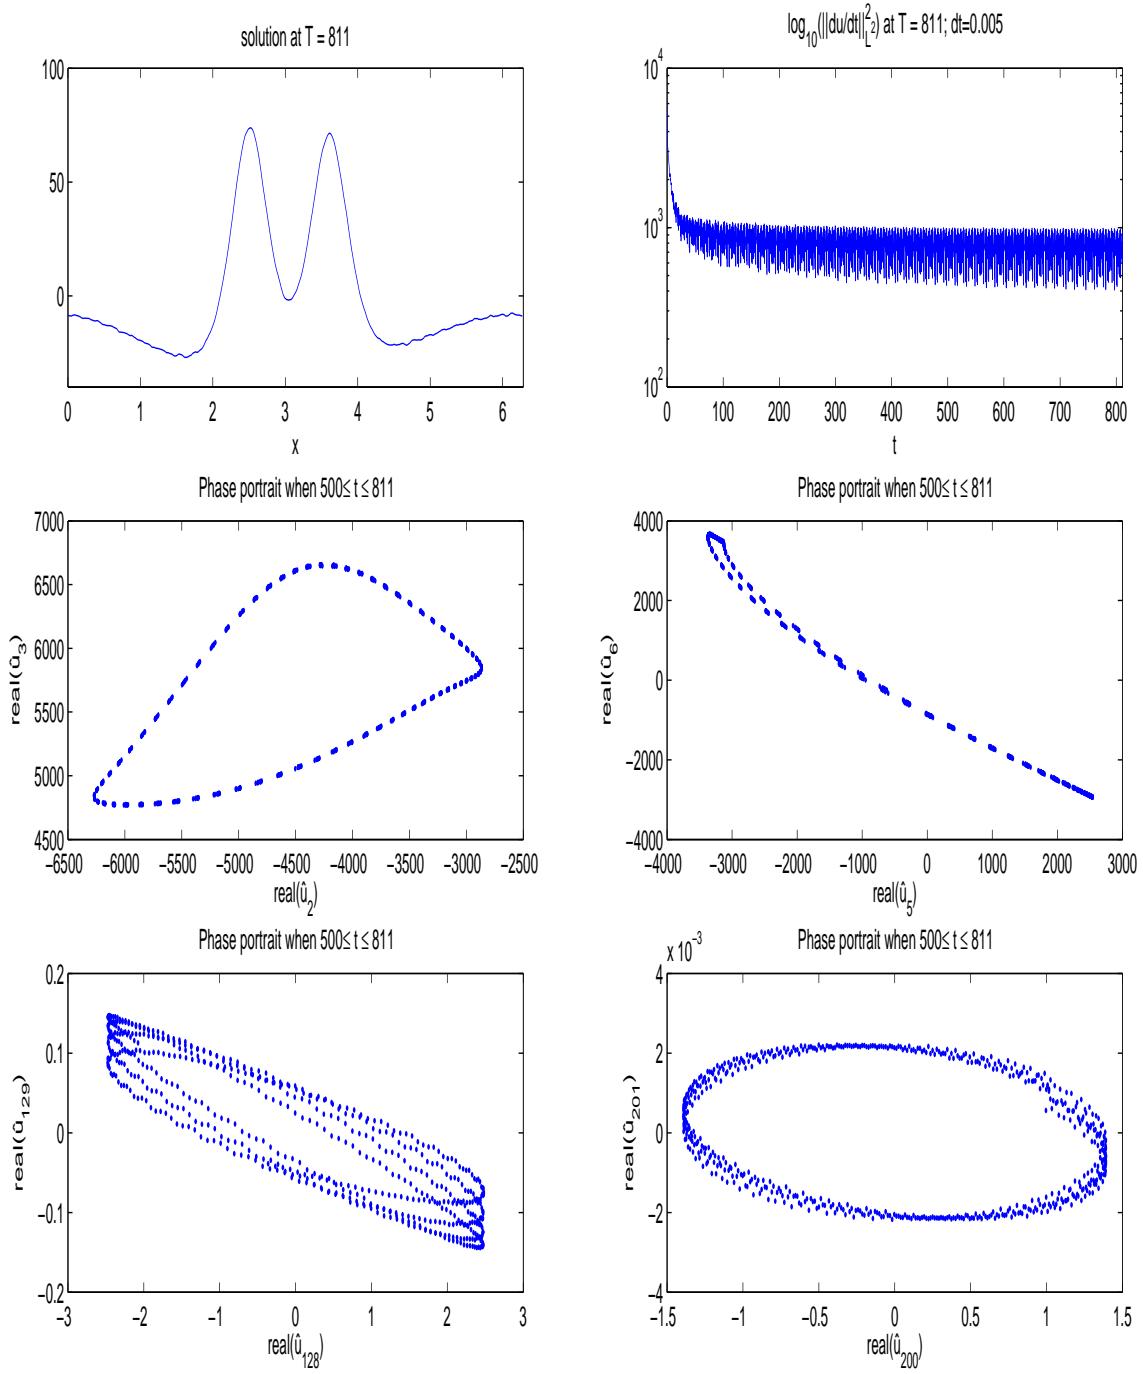 solution at T = 811
100
50
0
0 1 2 3 4 5 6
x
log₁₀(||du/dt||²_L²) at T = 811; dt=0.005
10⁴
10³
10²
0 100 200 300 400 500 600 700 800
t
Phase portrait when 500≤ t ≤ 811
7000
6500
6000
5500
5000
4500
real(û₃)
−6500 −6000 −5500 −5000 −4500 −4000 −3500 −3000 −2500
real(û₂)
Phase portrait when 500≤ t ≤ 811
4000
2000
0
−2000
−4000
real(û₆)
−4000 −3000 −2000 −1000 0 1000 2000 3000
real(û₅)
Phase portrait when 500≤ t ≤ 811
0.2
0.1
0
−0.1
−0.2
real(û₁₂₉)
−3 −2 −1 0 1 2 3
real(û₁₂₈)
x 10⁻³
Phase portrait when 500≤ t ≤ 811
4
2
0
−2
−4
real(û₂₀₁)
−1.5 −1 −0.5 0 0.5 1 1.5
real(û₂₀₀)